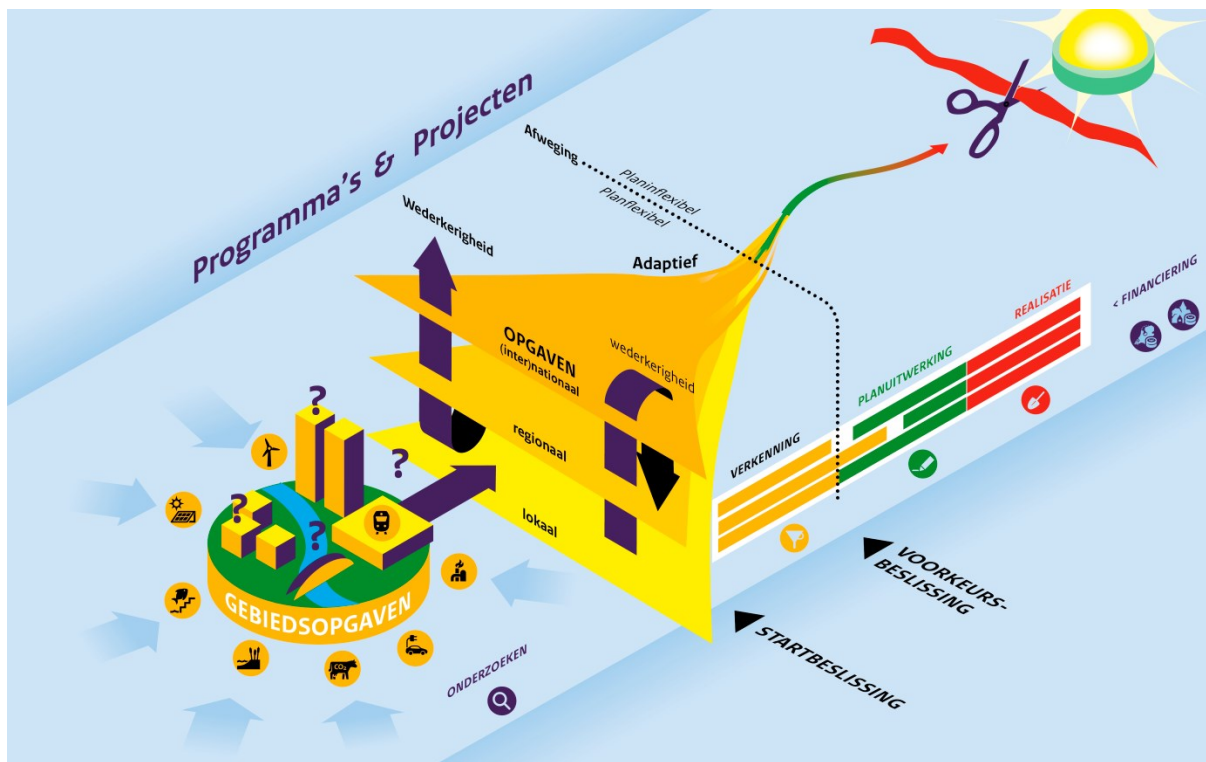 Programma's & Projecten
Afweging
Planinflexibel
Planflexibel
Wederkerigheid
Adaptief
OPGAVEN
(inter)nationaal
wederkerigheid
regionaal
lokaal
?
?
?
?
GEBIEDSOPGAVEN
CO₂
ONDERZOEKEN
VERKENNING
PLANUITWERKING
REALISATIE
< FINANCIERING
VOORKEURS-
BESLISSING
STARTBESLISSING